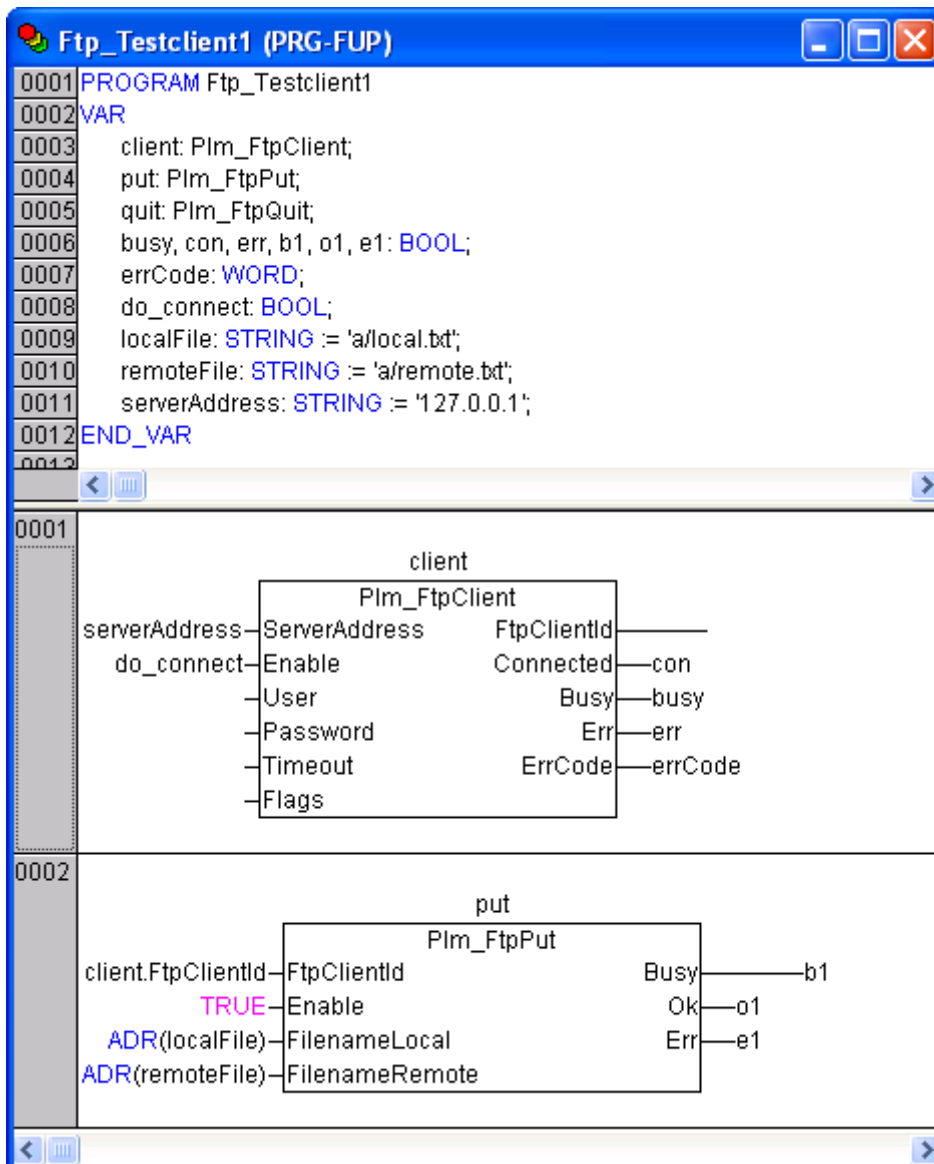 Ftp_Testclient1 (PRG-FUP)
0001 PROGRAM Ftp_Testclient1
0002 VAR
0003 client: Plm_FtpClient;
0004 put: Plm_FtpPut;
0005 quit: Plm_FtpQuit;
0006 busy, con, err, b1, o1, e1: BOOL;
0007 errCode: WORD;
0008 do_connect: BOOL;
0009 localFile: STRING := 'a/local.txt';
0010 remoteFile: STRING := 'a/remote.txt';
0011 serverAddress: STRING := '127.0.0.1';
0012 END_VAR
0013
0001
client
Plm_FtpClient
serverAddress ServerAddress FtpClientId
do_connect Enable Connected con
User Busy busy
Password Err err
Timeout ErrCode errCode
Flags
0002
put
Plm_FtpPut
client.FtpClientId FtpClientId Busy b1
TRUE Enable Ok o1
ADR(localFile) FilenameLocal Err e1
ADR(remoteFile) FilenameRemote